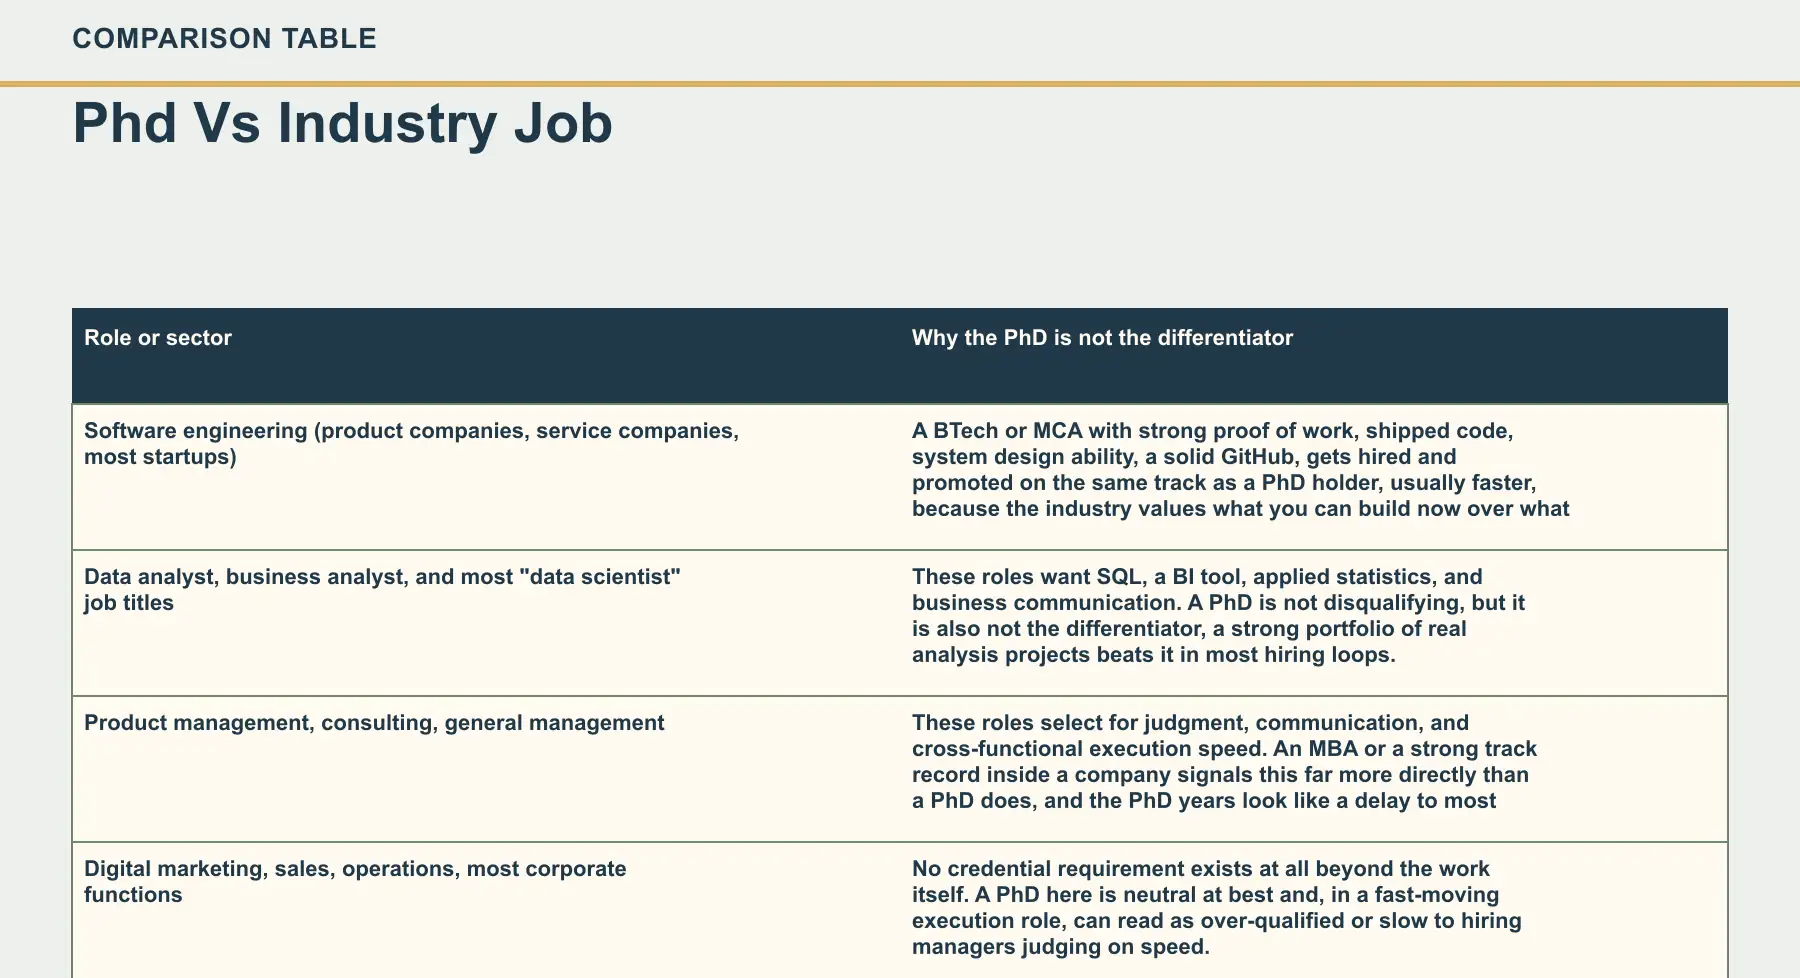 COMPARISON TABLE
Phd Vs Industry Job
Role or sector
Why the PhD is not the differentiator
Software engineering (product companies, service companies,
most startups)
A BTech or MCA with strong proof of work, shipped code,
system design ability, a solid GitHub, gets hired and
promoted on the same track as a PhD holder, usually faster,
because the industry values what you can build now over what
Data analyst, business analyst, and most "data scientist"
job titles
These roles want SQL, a BI tool, applied statistics, and
business communication. A PhD is not disqualifying, but it
is also not the differentiator, a strong portfolio of real
analysis projects beats it in most hiring loops.
Product management, consulting, general management
These roles select for judgment, communication, and
cross-functional execution speed. An MBA or a strong track
record inside a company signals this far more directly than
a PhD does, and the PhD years look like a delay to most
Digital marketing, sales, operations, most corporate
functions
No credential requirement exists at all beyond the work
itself. A PhD here is neutral at best and, in a fast-moving
execution role, can read as over-qualified or slow to hiring
managers judging on speed.